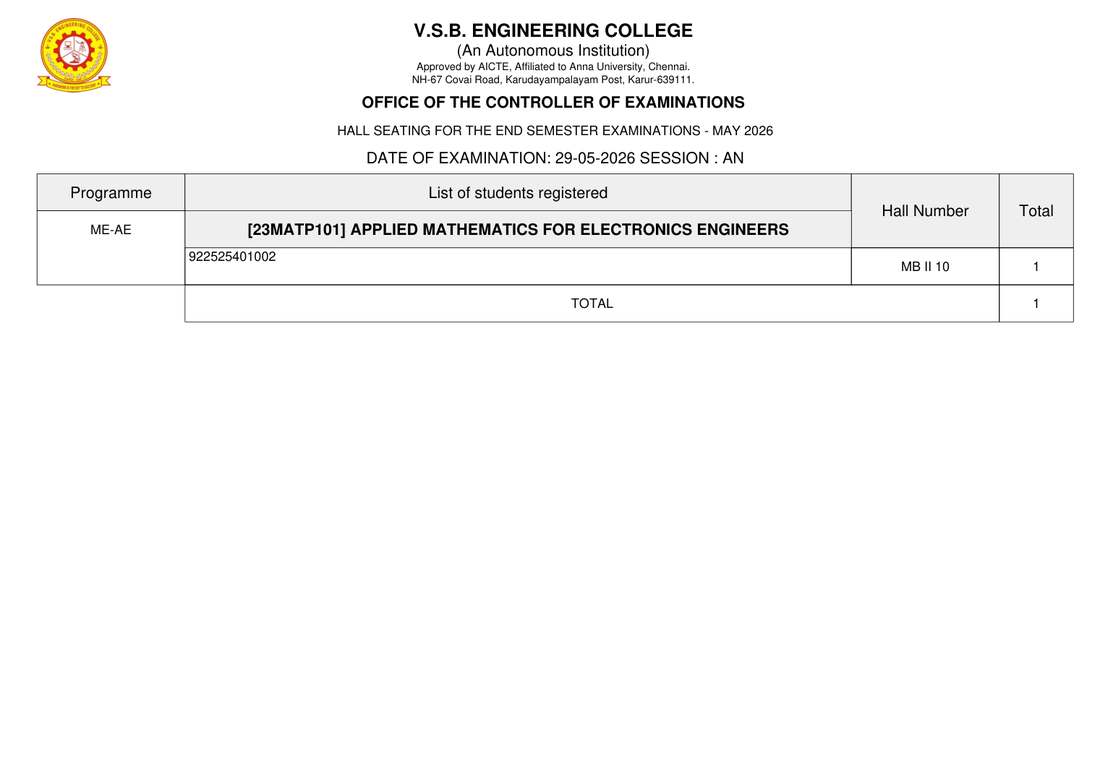 V.S.B. ENGINEERING COLLEGE
(An Autonomous Institution)
Approved by AICTE, Affiliated to Anna University, Chennai.
NH-67 Covai Road, Karudayampalayam Post, Karur-639111.
OFFICE OF THE CONTROLLER OF EXAMINATIONS
HALL SEATING FOR THE END SEMESTER EXAMINATIONS - MAY 2026
DATE OF EXAMINATION: 29-05-2026 SESSION : AN
Programme List of students registered Hall Number Total
ME-AE [23MATP101] APPLIED MATHEMATICS FOR ELECTRONICS ENGINEERS
922525401002 MB II 10 1
TOTAL 1